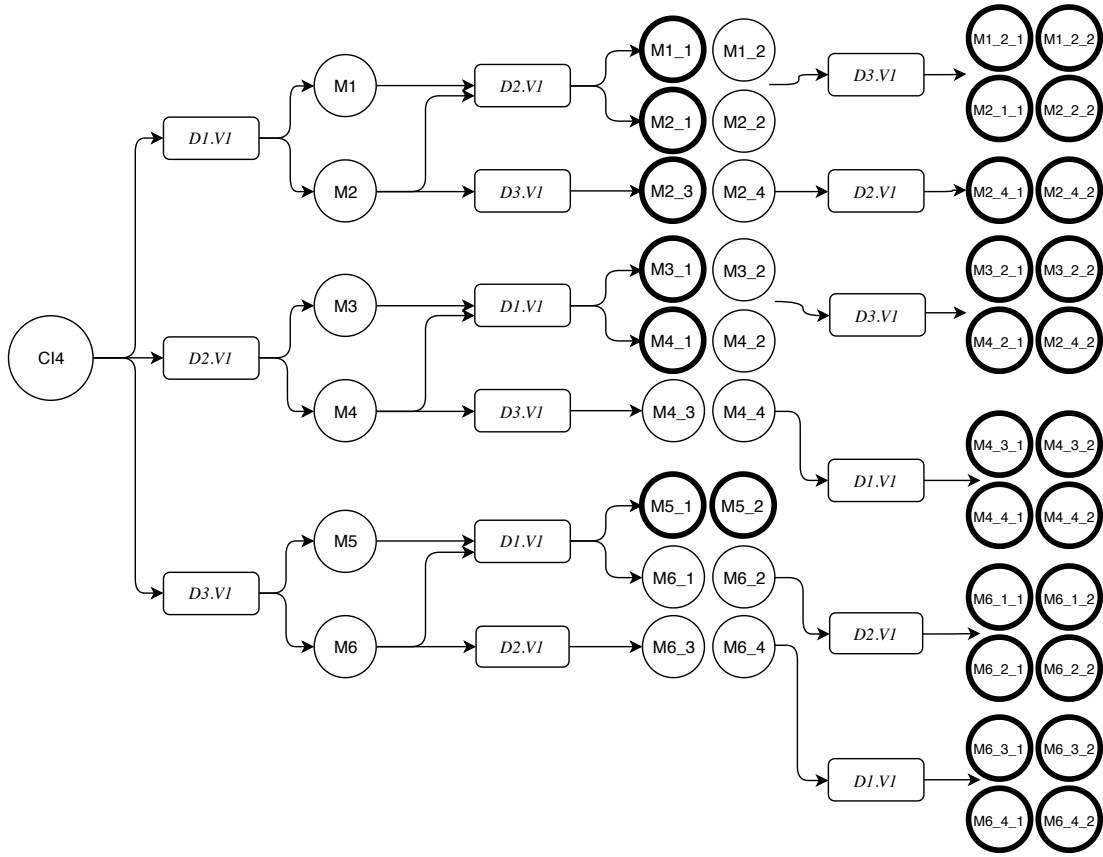 M1_1 M1_2 M1_2_1 M1_2_2
M1 D2.V1 D3.V1
M2_1 M2_2 M2_1_1 M2_2_2
D1.V1
M2 D3.V1 M2_3 M2_4 D2.V1 M2_4_1 M2_4_2
M3_1 M3_2 M3_2_1 M3_2_2
M3 D1.V1 D3.V1
M4_1 M4_2 M4_2_1 M2_4_2
CI4 D2.V1
M4 D3.V1 M4_3 M4_4
M4_3_1 M4_3_2
D1.V1
M5_1 M5_2 M4_4_1 M4_4_2
M5 D1.V1
M6_1 M6_2 M6_1_1 M6_1_2
D3.V1
D2.V1
M6 D2.V1 M6_3 M6_4 M6_2_1 M6_2_2
M6_3_1 M6_3_2
D1.V1
M6_4_1 M6_4_2